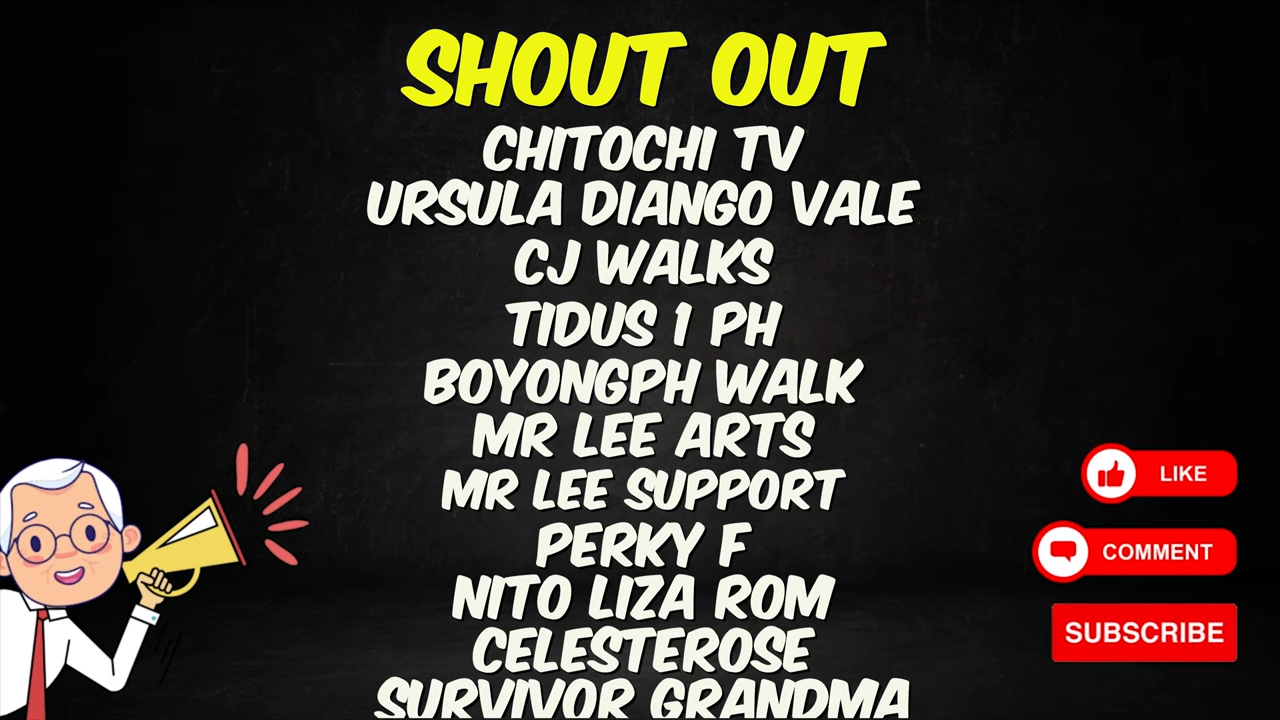 SHOUT OUT
CHITOCHI TV
URSULA DIANGO VALE
CJ WALKS
TIDUS 1 PH
BOYONGPH WALK
MR LEE ARTS
MR LEE SUPPORT
PERKY F
NITO LIZA ROM
CELESTEROSE
SURVIVOR GRANDMA
LIKE
COMMENT
SUBSCRIBE